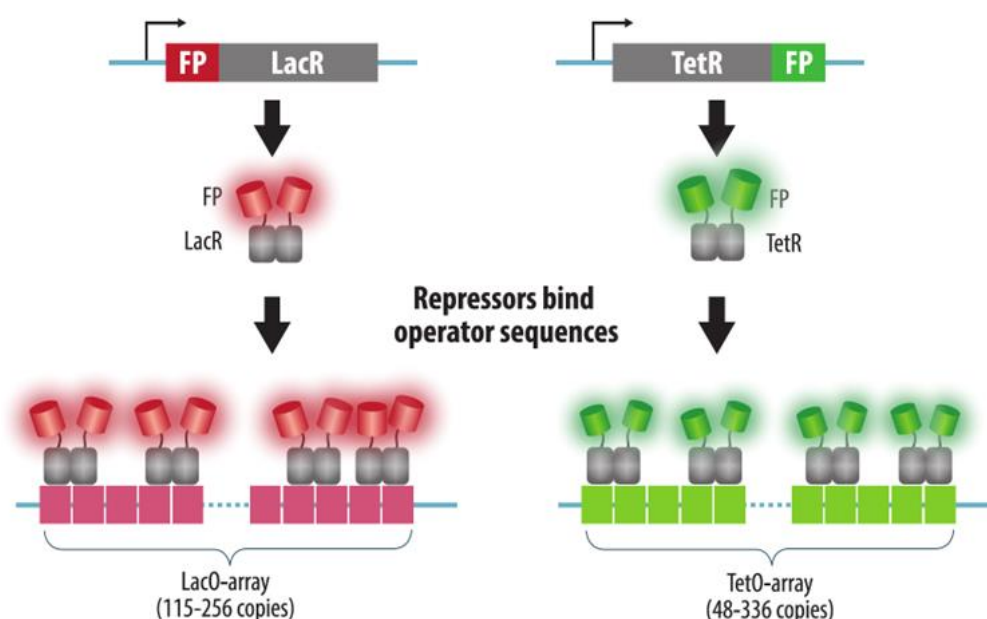 FP LacR
TetR FP
FP
LacR
FP
TetR
Repressors bind
operator sequences
LacO-array
(115-256 copies)
TetO-array
(48-336 copies)